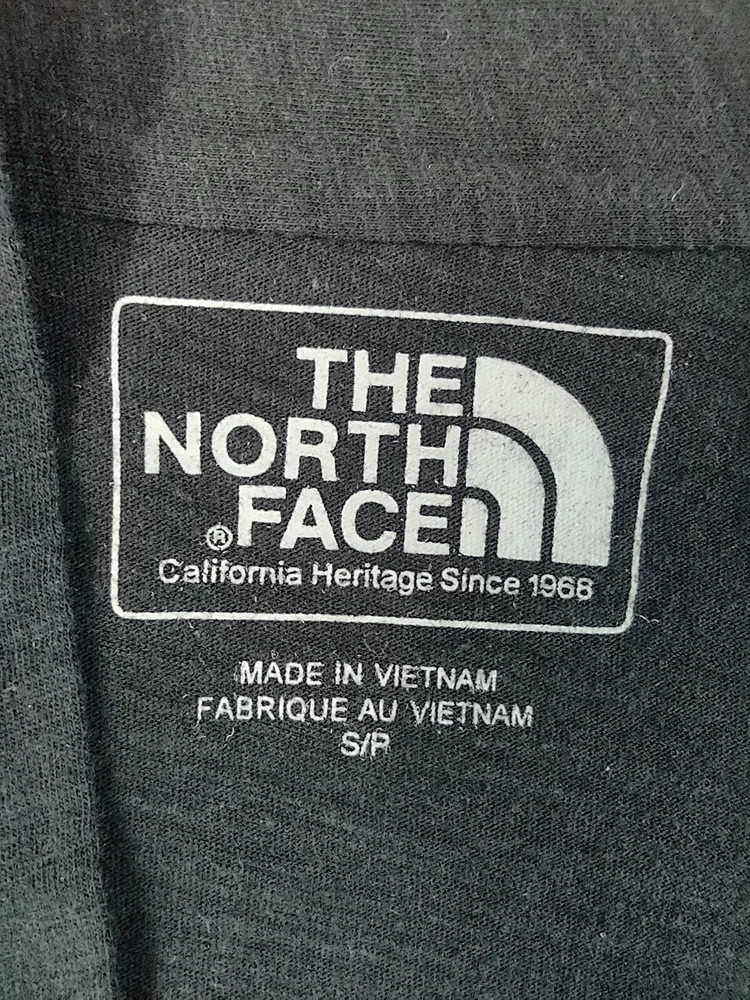 THE
NORTH
FACE
®
California Heritage Since 1968
MADE IN VIETNAM
FABRIQUE AU VIETNAM
S/P